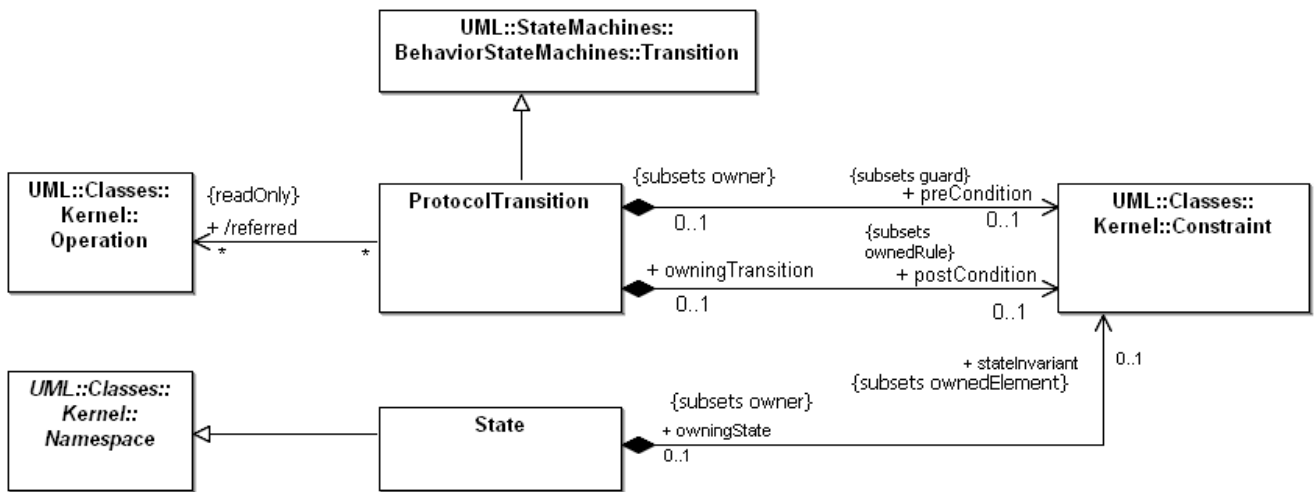 UML::StateMachines::
BehaviorStateMachines::Transition
UML::Classes::
Kernel::
Operation
{readOnly}
+ /referred
*
*
ProtocolTransition
{subsets owner}
0..1
{subsets guard}
+ preCondition
0..1
+ owningTransition
0..1
{subsets
ownedRule}
+ postCondition
0..1
UML::Classes::
Kernel::Constraint
UML::Classes::
Kernel::
Namespace
State
{subsets owner}
+ owningState
0..1
+ stateInvariant
0..1
{subsets ownedElement}